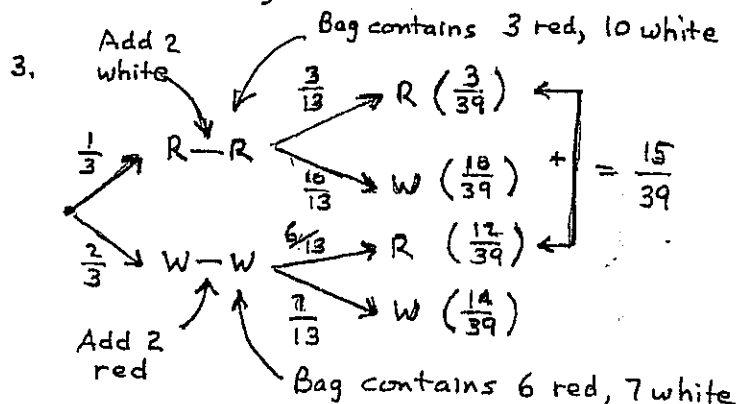 Bag contains 3 red, 10 white
3.
Add 2
white
1/3 R — R 3/13 R (3/39)
10/13 W (10/39) + = 15/39
2/3 W — W 6/13 R (12/39)
7/13 W (14/39)
Add 2
red
Bag contains 6 red, 7 white